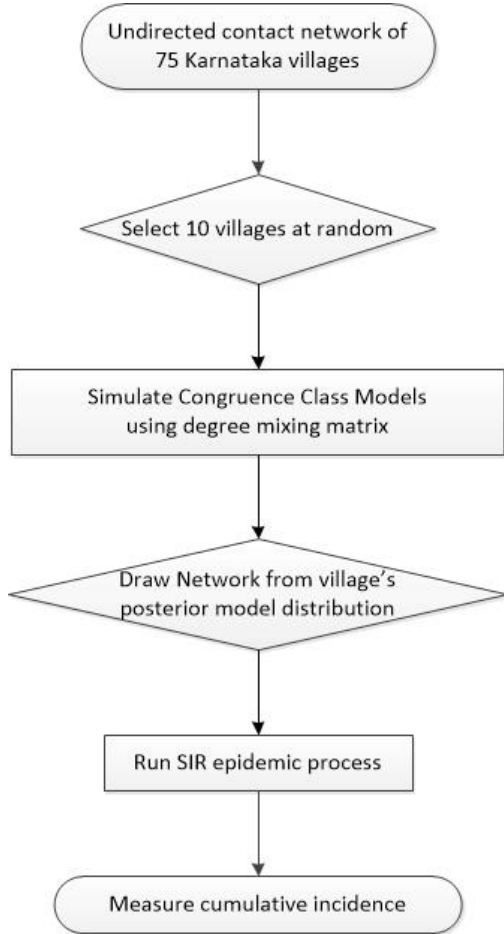 Undirected contact network of
75 Karnataka villages
Select 10 villages at random
Simulate Congruence Class Models
using degree mixing matrix
Draw Network from village's
posterior model distribution
Run SIR epidemic process
Measure cumulative incidence